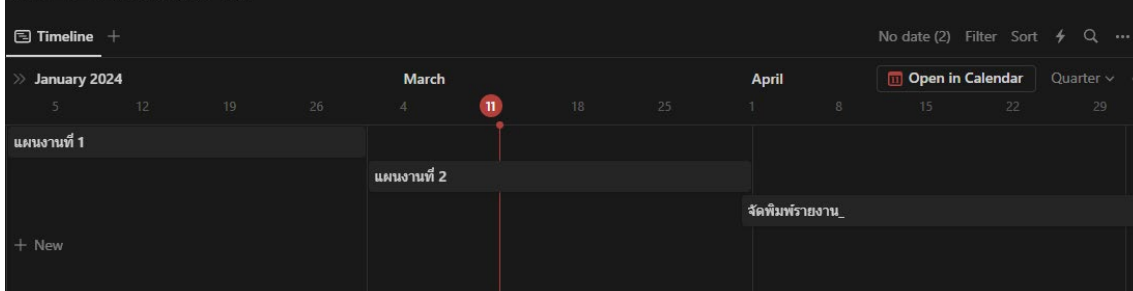 Timeline +
No date (2) Filter Sort
January 2024 March April Open in Calendar Quarter
5 12 19 26 4 11 18 25 1 8 15 22 29
แผนงานที่ 1
แผนงานที่ 2
จัดพิมพ์รายงาน_
+ New